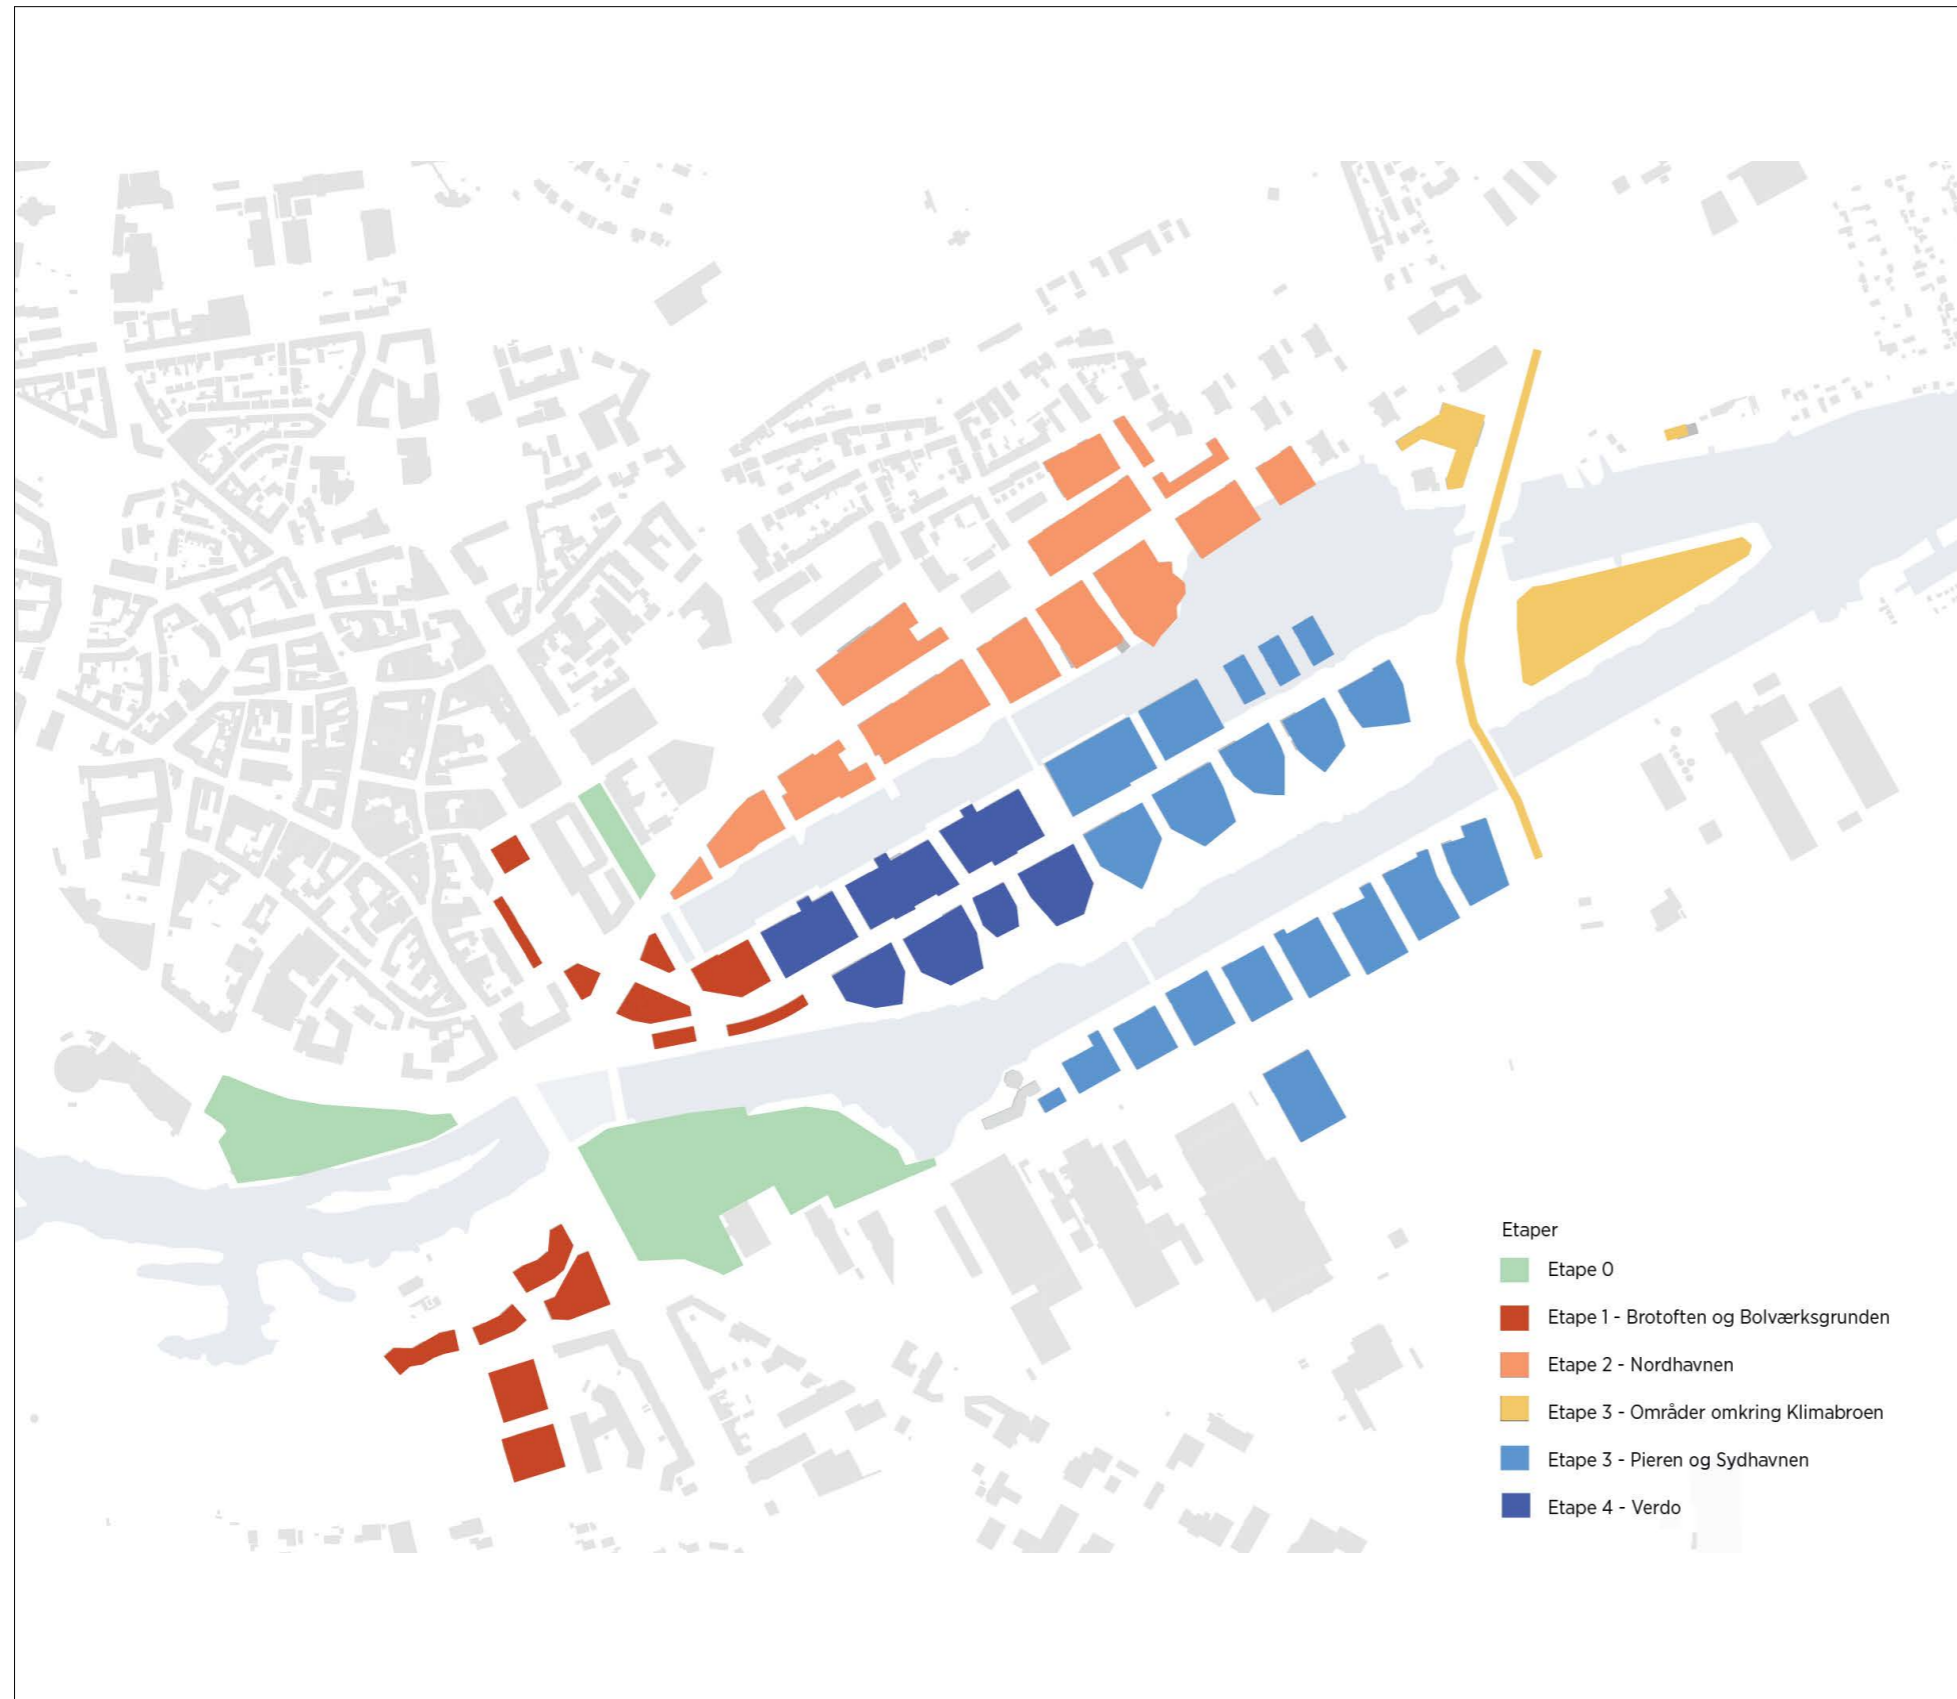 Etaper
Etape 0
Etape 1 - Brotoften og Bolværksgrunden
Etape 2 - Nordhavnen
Etape 3 - Områder omkring Klimabroen
Etape 3 - Pieren og Sydhavnen
Etape 4 - Verdo